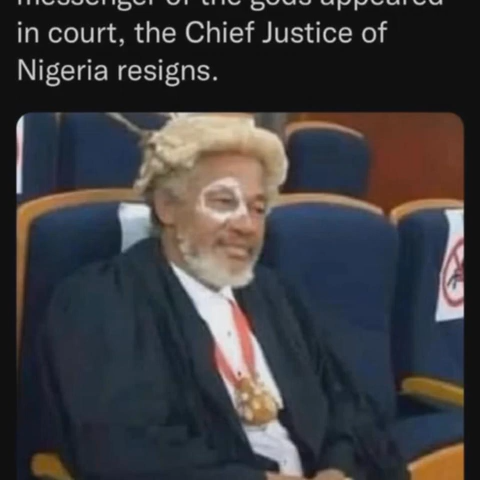 messenger of the gods appeared
in court, the Chief Justice of
Nigeria resigns.